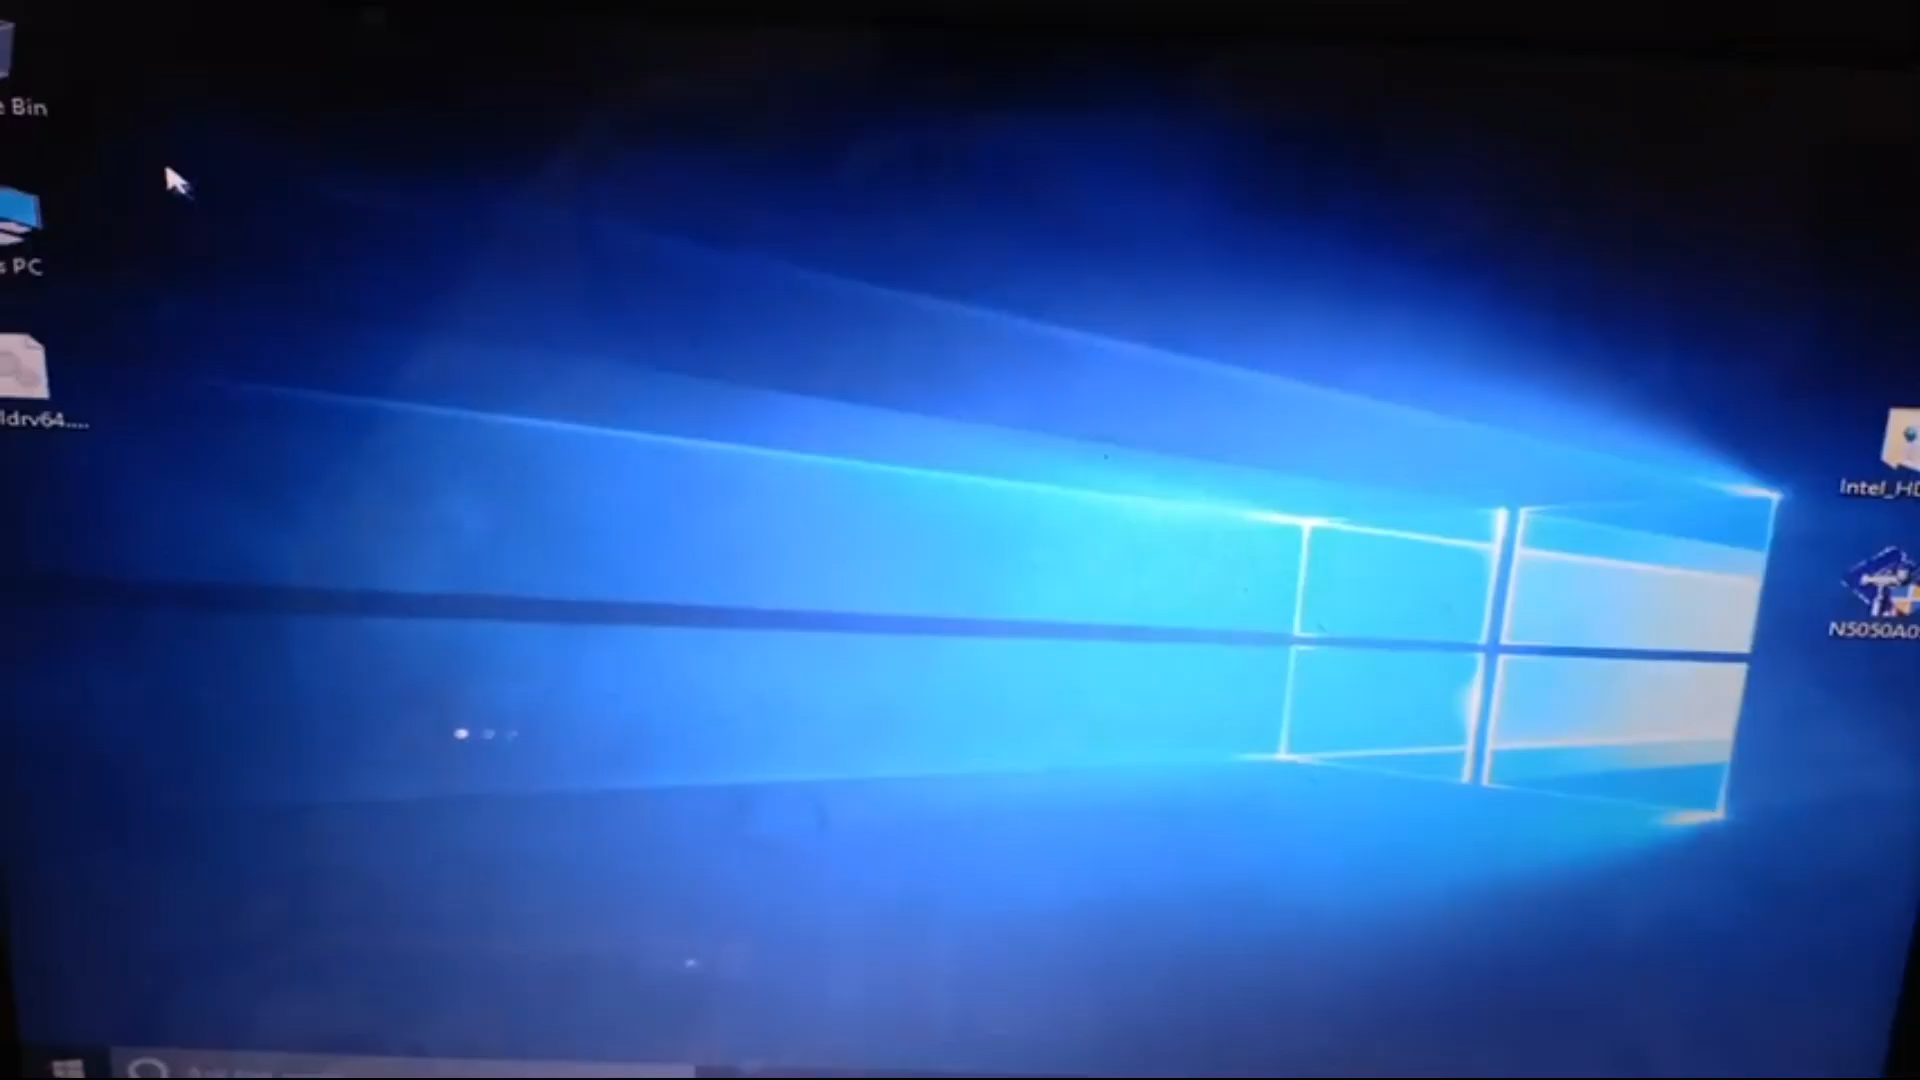 e Bin
s PC
ldrv64....
Intel_HD
N5050A0